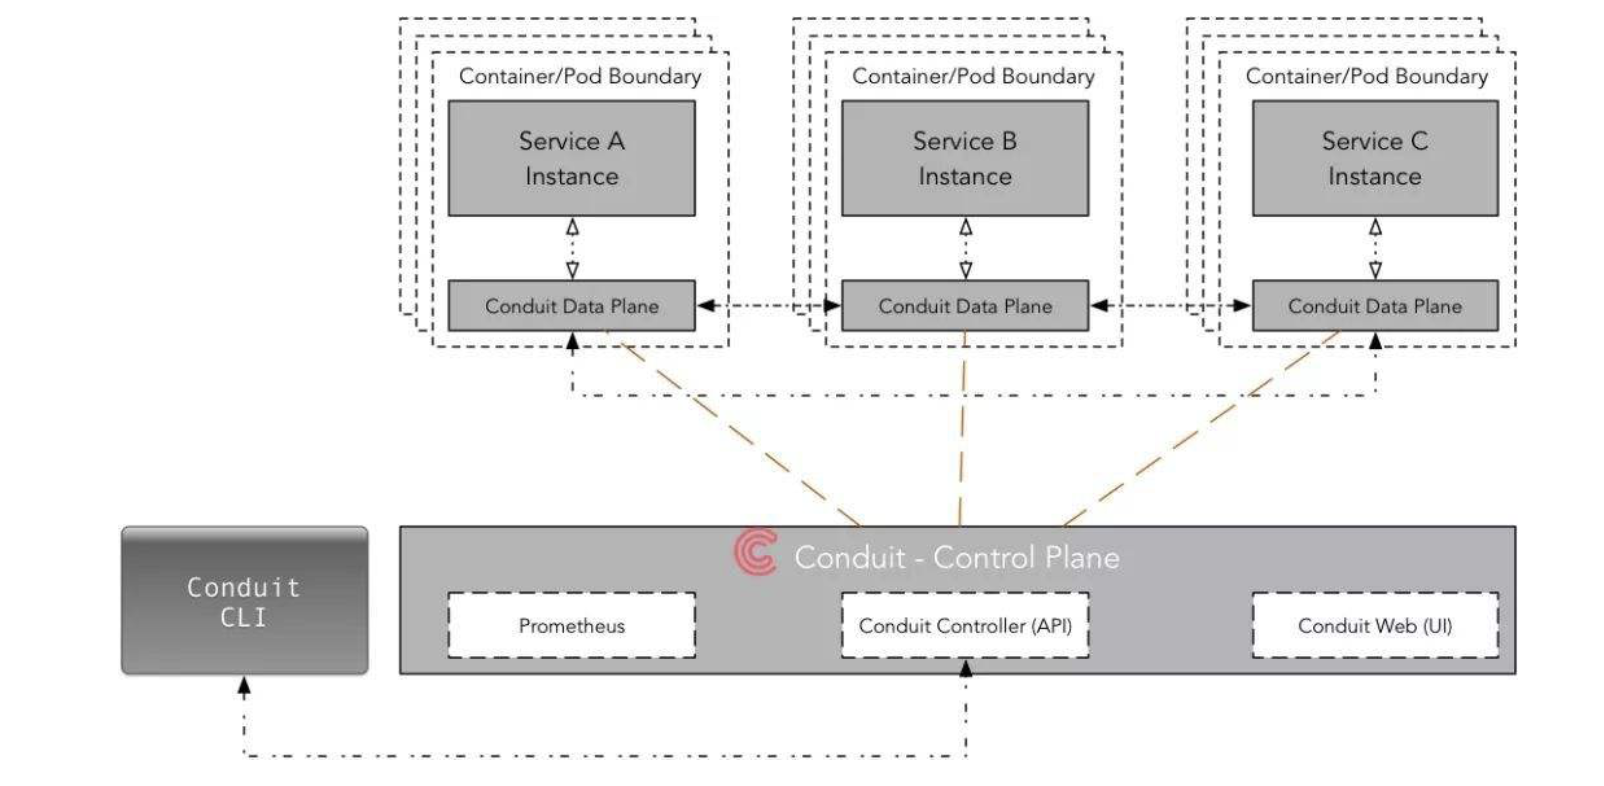 Container/Pod Boundary
Service A
Instance
Conduit Data Plane
Container/Pod Boundary
Service B
Instance
Conduit Data Plane
Container/Pod Boundary
Service C
Instance
Conduit Data Plane
Conduit
CLI
Conduit - Control Plane
Prometheus
Conduit Controller (API)
Conduit Web (UI)